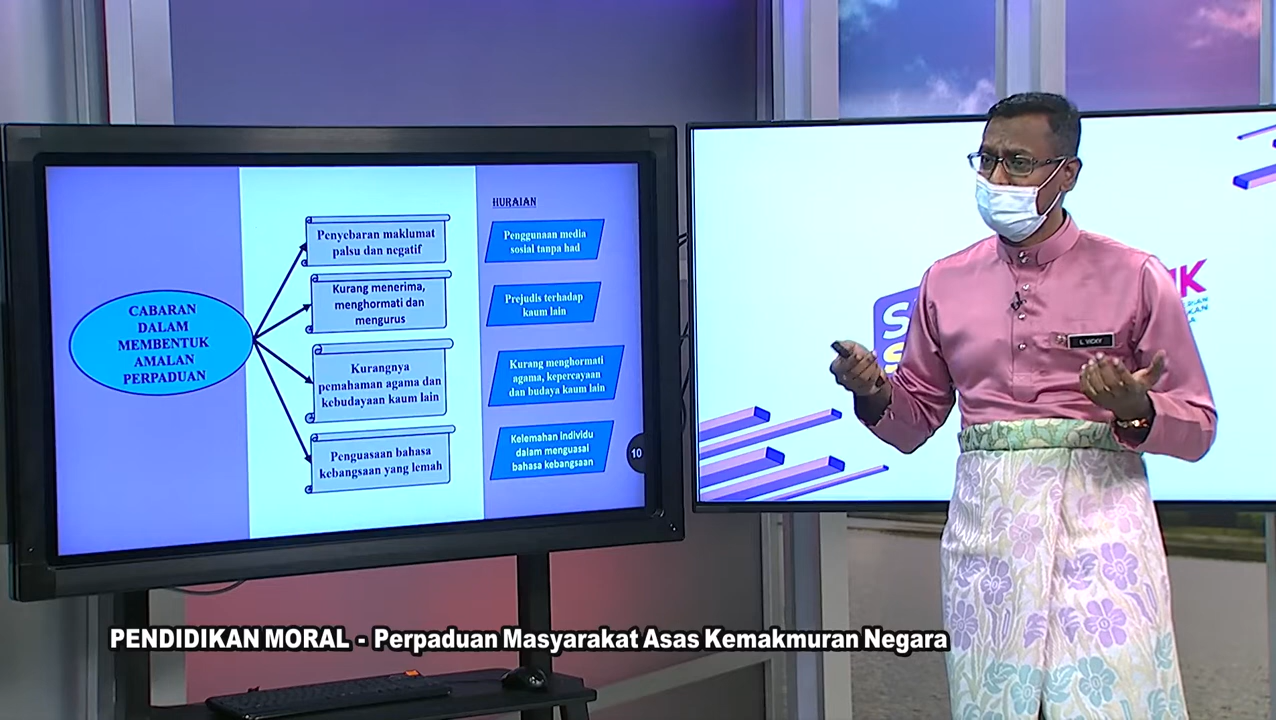 HURAIAN
CABARAN
DALAM
MEMBENTUK
AMALAN
PERPADUAN
Penyebaran maklumat
palsu dan negatif
Kurang menerima,
menghormati dan
mengurus
Kurangnya
pemahaman agama dan
kebudayaan kaum lain
Penguasaan bahasa
kebangsaan yang lemah
Penggunaan media
sosial tanpa had
Prejudis terhadap
kaum lain
Kurang menghormati
agama, kepercayaan
dan budaya kaum lain
Kelemahan individu
dalam menguasai
bahasa kebangsaan
10
L. VICKY
PENDIDIKAN MORAL - Perpaduan Masyarakat Asas Kemakmuran Negara